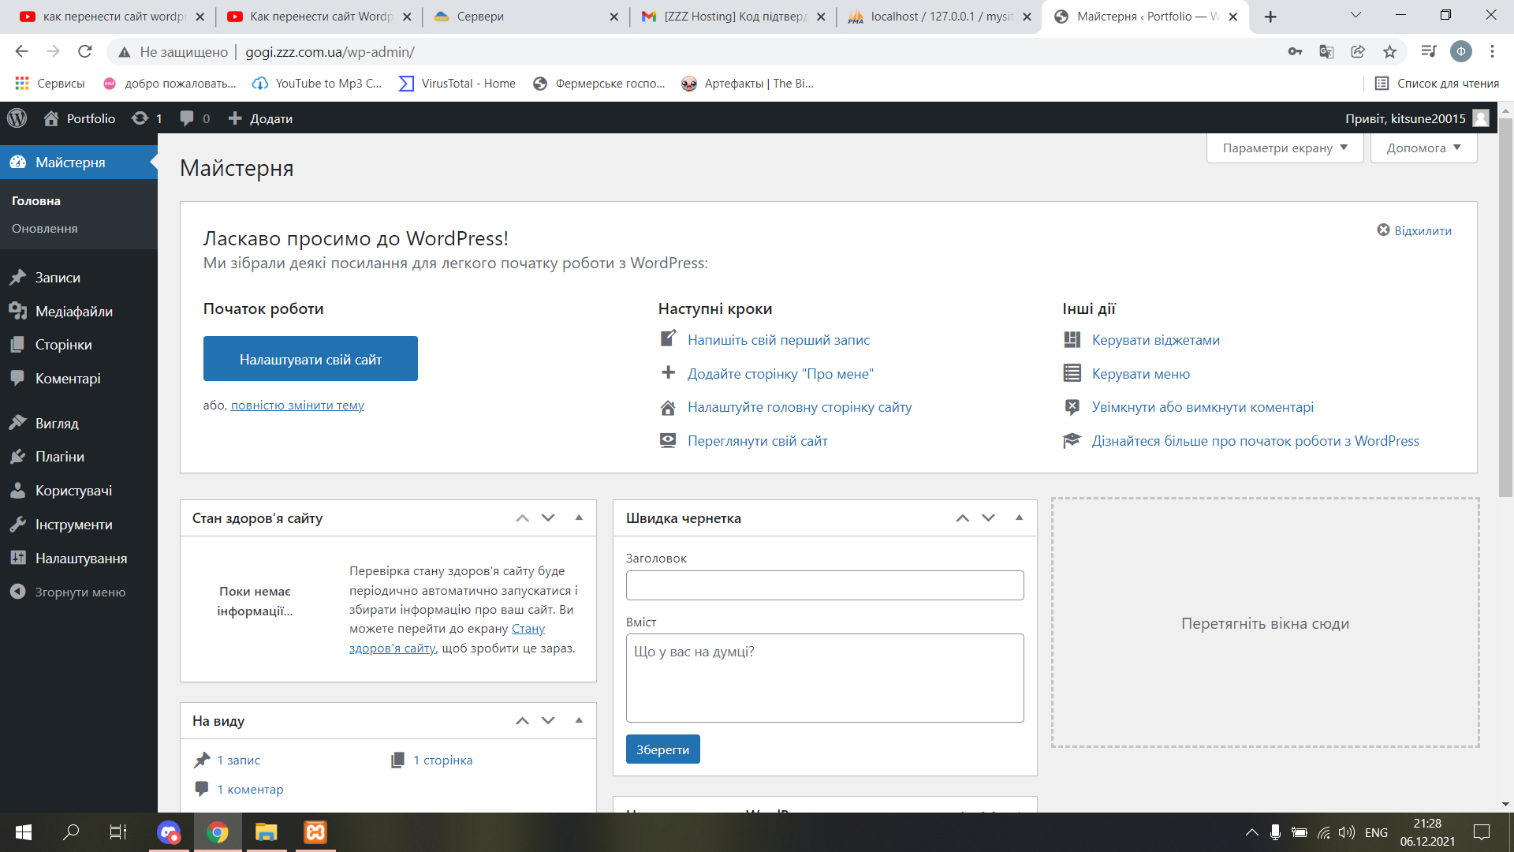 как перенести сайт wordpr
Как перенести сайт Wordp
Сервери
[ZZZ Hosting] Код підтверд
localhost / 127.0.0.1 / mysit
Майстерня ‹ Portfolio — W
Не защищено
gogi.zzz.com.ua/wp-admin/
Ф
Сервисы
добро пожаловать...
YouTube to Mp3 C...
VirusTotal - Home
Фермерське госпо...
Артефакты | The Bi...
Список для чтения
Portfolio
1
0
Додати
Привіт, kitsune20015
Майстерня
Головна
Оновлення
Записи
Медіафайли
Сторінки
Коментарі
Вигляд
Плагіни
Користувачі
Інструменти
Налаштування
Згорнути меню
Параметри екрану
Допомога
Майстерня
Ласкаво просимо до WordPress!
Відхилити
Ми зібрали деякі посилання для легкого початку роботи з WordPress:
Початок роботи
Налаштувати свій сайт
або, повністю змінити тему
Наступні кроки
Напишіть свій перший запис
Додайте сторінку "Про мене"
Налаштуйте головну сторінку сайту
Переглянути свій сайт
Інші дії
Керувати віджетами
Керувати меню
Увімкнути або вимкнути коментарі
Дізнайтеся більше про початок роботи з WordPress
Стан здоров'я сайту
Поки немає
інформації...
Перевірка стану здоров'я сайту буде
періодично автоматично запускатися і
збирати інформацію про ваш сайт. Ви
можете перейти до екрану Стану
здоров'я сайту, щоб зробити це зараз.
На виду
1 запис
1 сторінка
1 коментар
Швидка чернетка
Заголовок
Вміст
Що у вас на думці?
Зберегти
Перетягніть вікна сюди
ENG
21:28
06.12.2021